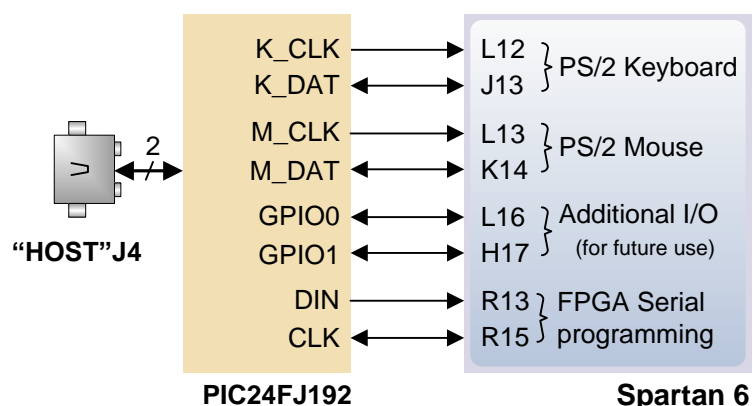 K_CLK
L12
K_DAT
J13
PS/2 Keyboard
M_CLK
L13
M_DAT
K14
PS/2 Mouse
2
"HOST"J4
GPIO0
L16
GPIO1
H17
Additional I/O
(for future use)
DIN
R13
CLK
R15
FPGA Serial
programming
PIC24FJ192
Spartan 6